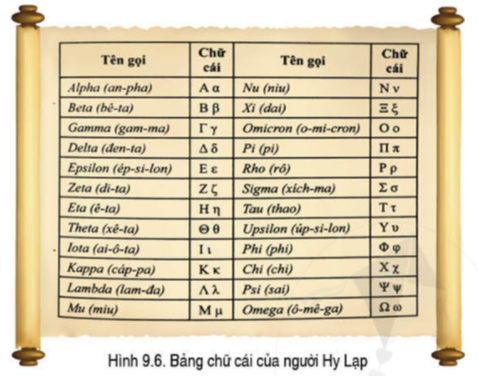 Tên gọi Chữ cái Tên gọi Chữ cái
Alpha (an-pha) Α α Nu (niu) Ν ν
Beta (bê-ta) Β β Xi (dai) Ξ ξ
Gamma (gam-ma) Γ γ Omicron (o-mi-cron) Ο ο
Delta (đen-ta) Δ δ Pi (pi) Π π
Epsilon (ép-si-lon) Ε ε Rho (rô) Ρ ρ
Zeta (di-ta) Ζ ζ Sigma (xích-ma) Σ σ
Eta (ê-ta) Η η Tau (thao) Τ τ
Theta (xê-ta) Θ θ Upsilon (úp-si-lon) Υ υ
Iota (ai-ô-ta) Ι ι Phi (phi) Φ φ
Kappa (cáp-pa) Κ κ Chi (chi) Χ χ
Lambda (lam-đa) Λ λ Psi (sai) Ψ ψ
Mu (miu) Μ μ Omega (ô-mê-ga) Ω ω
Hình 9.6. Bảng chữ cái của người Hy Lạp